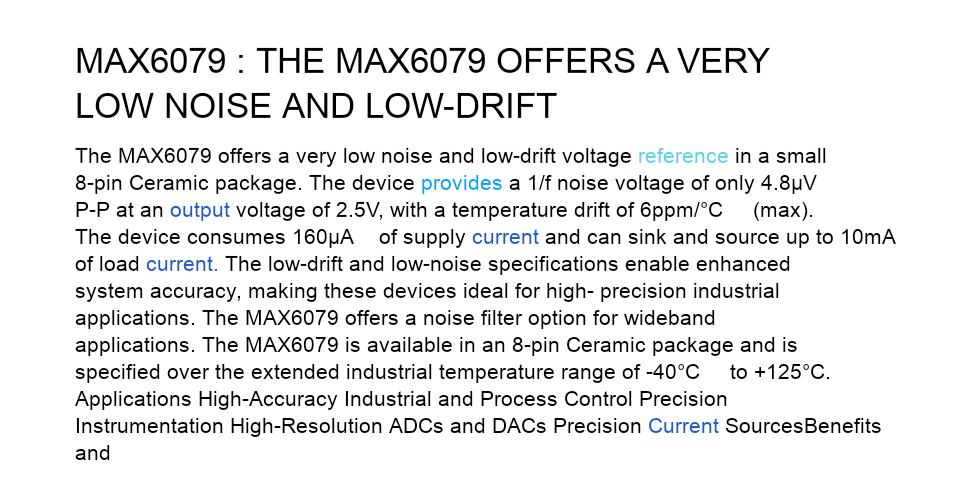 MAX6079 : THE MAX6079 OFFERS A VERY
LOW NOISE AND LOW-DRIFT
The MAX6079 offers a very low noise and low-drift voltage reference in a small
8-pin Ceramic package. The device provides a 1/f noise voltage of only 4.8µV
P-P at an output voltage of 2.5V, with a temperature drift of 6ppm/°C (max).
The device consumes 160µA of supply current and can sink and source up to 10mA
of load current. The low-drift and low-noise specifications enable enhanced
system accuracy, making these devices ideal for high- precision industrial
applications. The MAX6079 offers a noise filter option for wideband
applications. The MAX6079 is available in an 8-pin Ceramic package and is
specified over the extended industrial temperature range of -40°C to +125°C.
Applications High-Accuracy Industrial and Process Control Precision
Instrumentation High-Resolution ADCs and DACs Precision Current SourcesBenefits
and